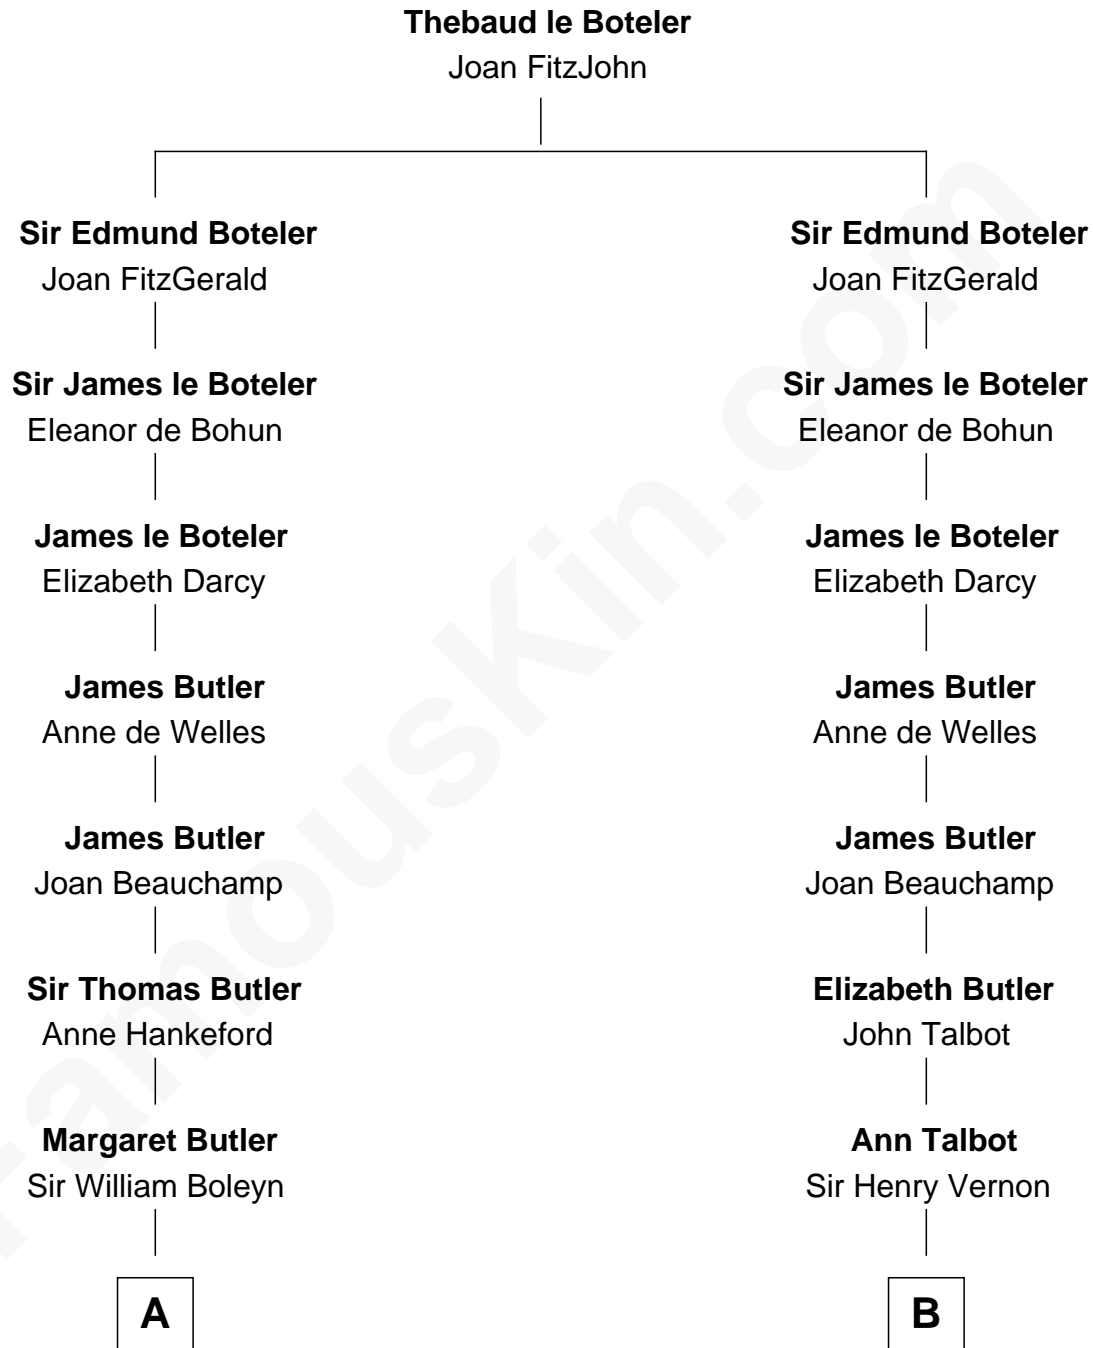 Thebaud le Boteler
Joan FitzJohn
Sir Edmund Boteler
Joan FitzGerald
Sir James le Boteler
Eleanor de Bohun
James le Boteler
Elizabeth Darcy
James Butler
Anne de Welles
James Butler
Joan Beauchamp
Sir Thomas Butler
Anne Hankeford
Margaret Butler
Sir William Boleyn
A
Sir Edmund Boteler
Joan FitzGerald
Sir James le Boteler
Eleanor de Bohun
James le Boteler
Elizabeth Darcy
James Butler
Anne de Welles
James Butler
Joan Beauchamp
Elizabeth Butler
John Talbot
Ann Talbot
Sir Henry Vernon
B
FamousKin.com